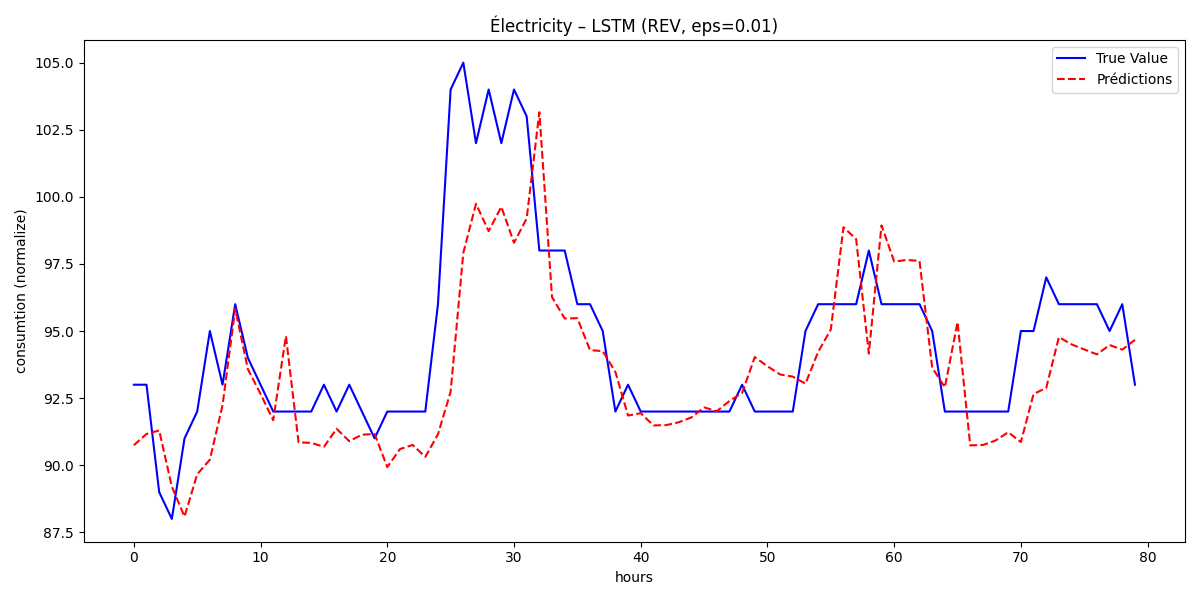 Électricity – LSTM (REV, eps=0.01)
True Value
Prédictions
consumtion (normalize)
105.0
102.5
100.0
97.5
95.0
92.5
90.0
87.5
0 10 20 30 40 50 60 70 80
hours